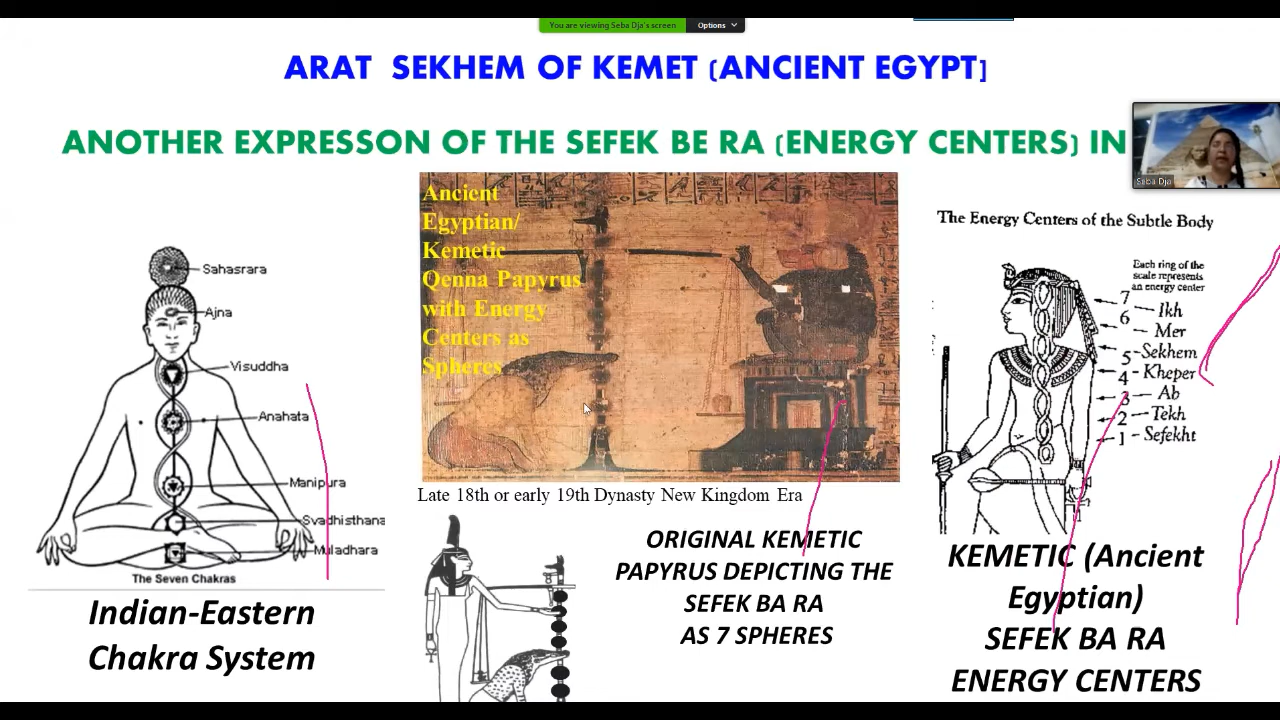 You are viewing Seba Dja's screen
Options
ARAT SEKHEM OF KEMET (ANCIENT EGYPT]
ANOTHER EXPRESSON OF THE SEFEK BE RA (ENERGY CENTERS) IN
Seba Dja
Sahasrara
Ajna
Visuddha
Anahata
Manipura
Svadhisthana
Muladhara
The Seven Chakras
Indian-Eastern
Chakra System
Ancient
Egyptian/
Kemetic
Qenna Papyrus
with Energy
Centers as
Spheres
Late 18th or early 19th Dynasty New Kingdom Era
ORIGINAL KEMETIC
PAPYRUS DEPICTING THE
SEFEK BA RA
AS 7 SPHERES
The Energy Centers of the Subtle Body
Each ring of the
scale represents
an energy center
7 - Ikh
6 - Mer
5 - Sekhem
4 - Kheper
3 - Ab
2 - Tekh
1 - Sefekht
KEMETIC (Ancient
Egyptian)
SEFEK BA RA
ENERGY CENTERS